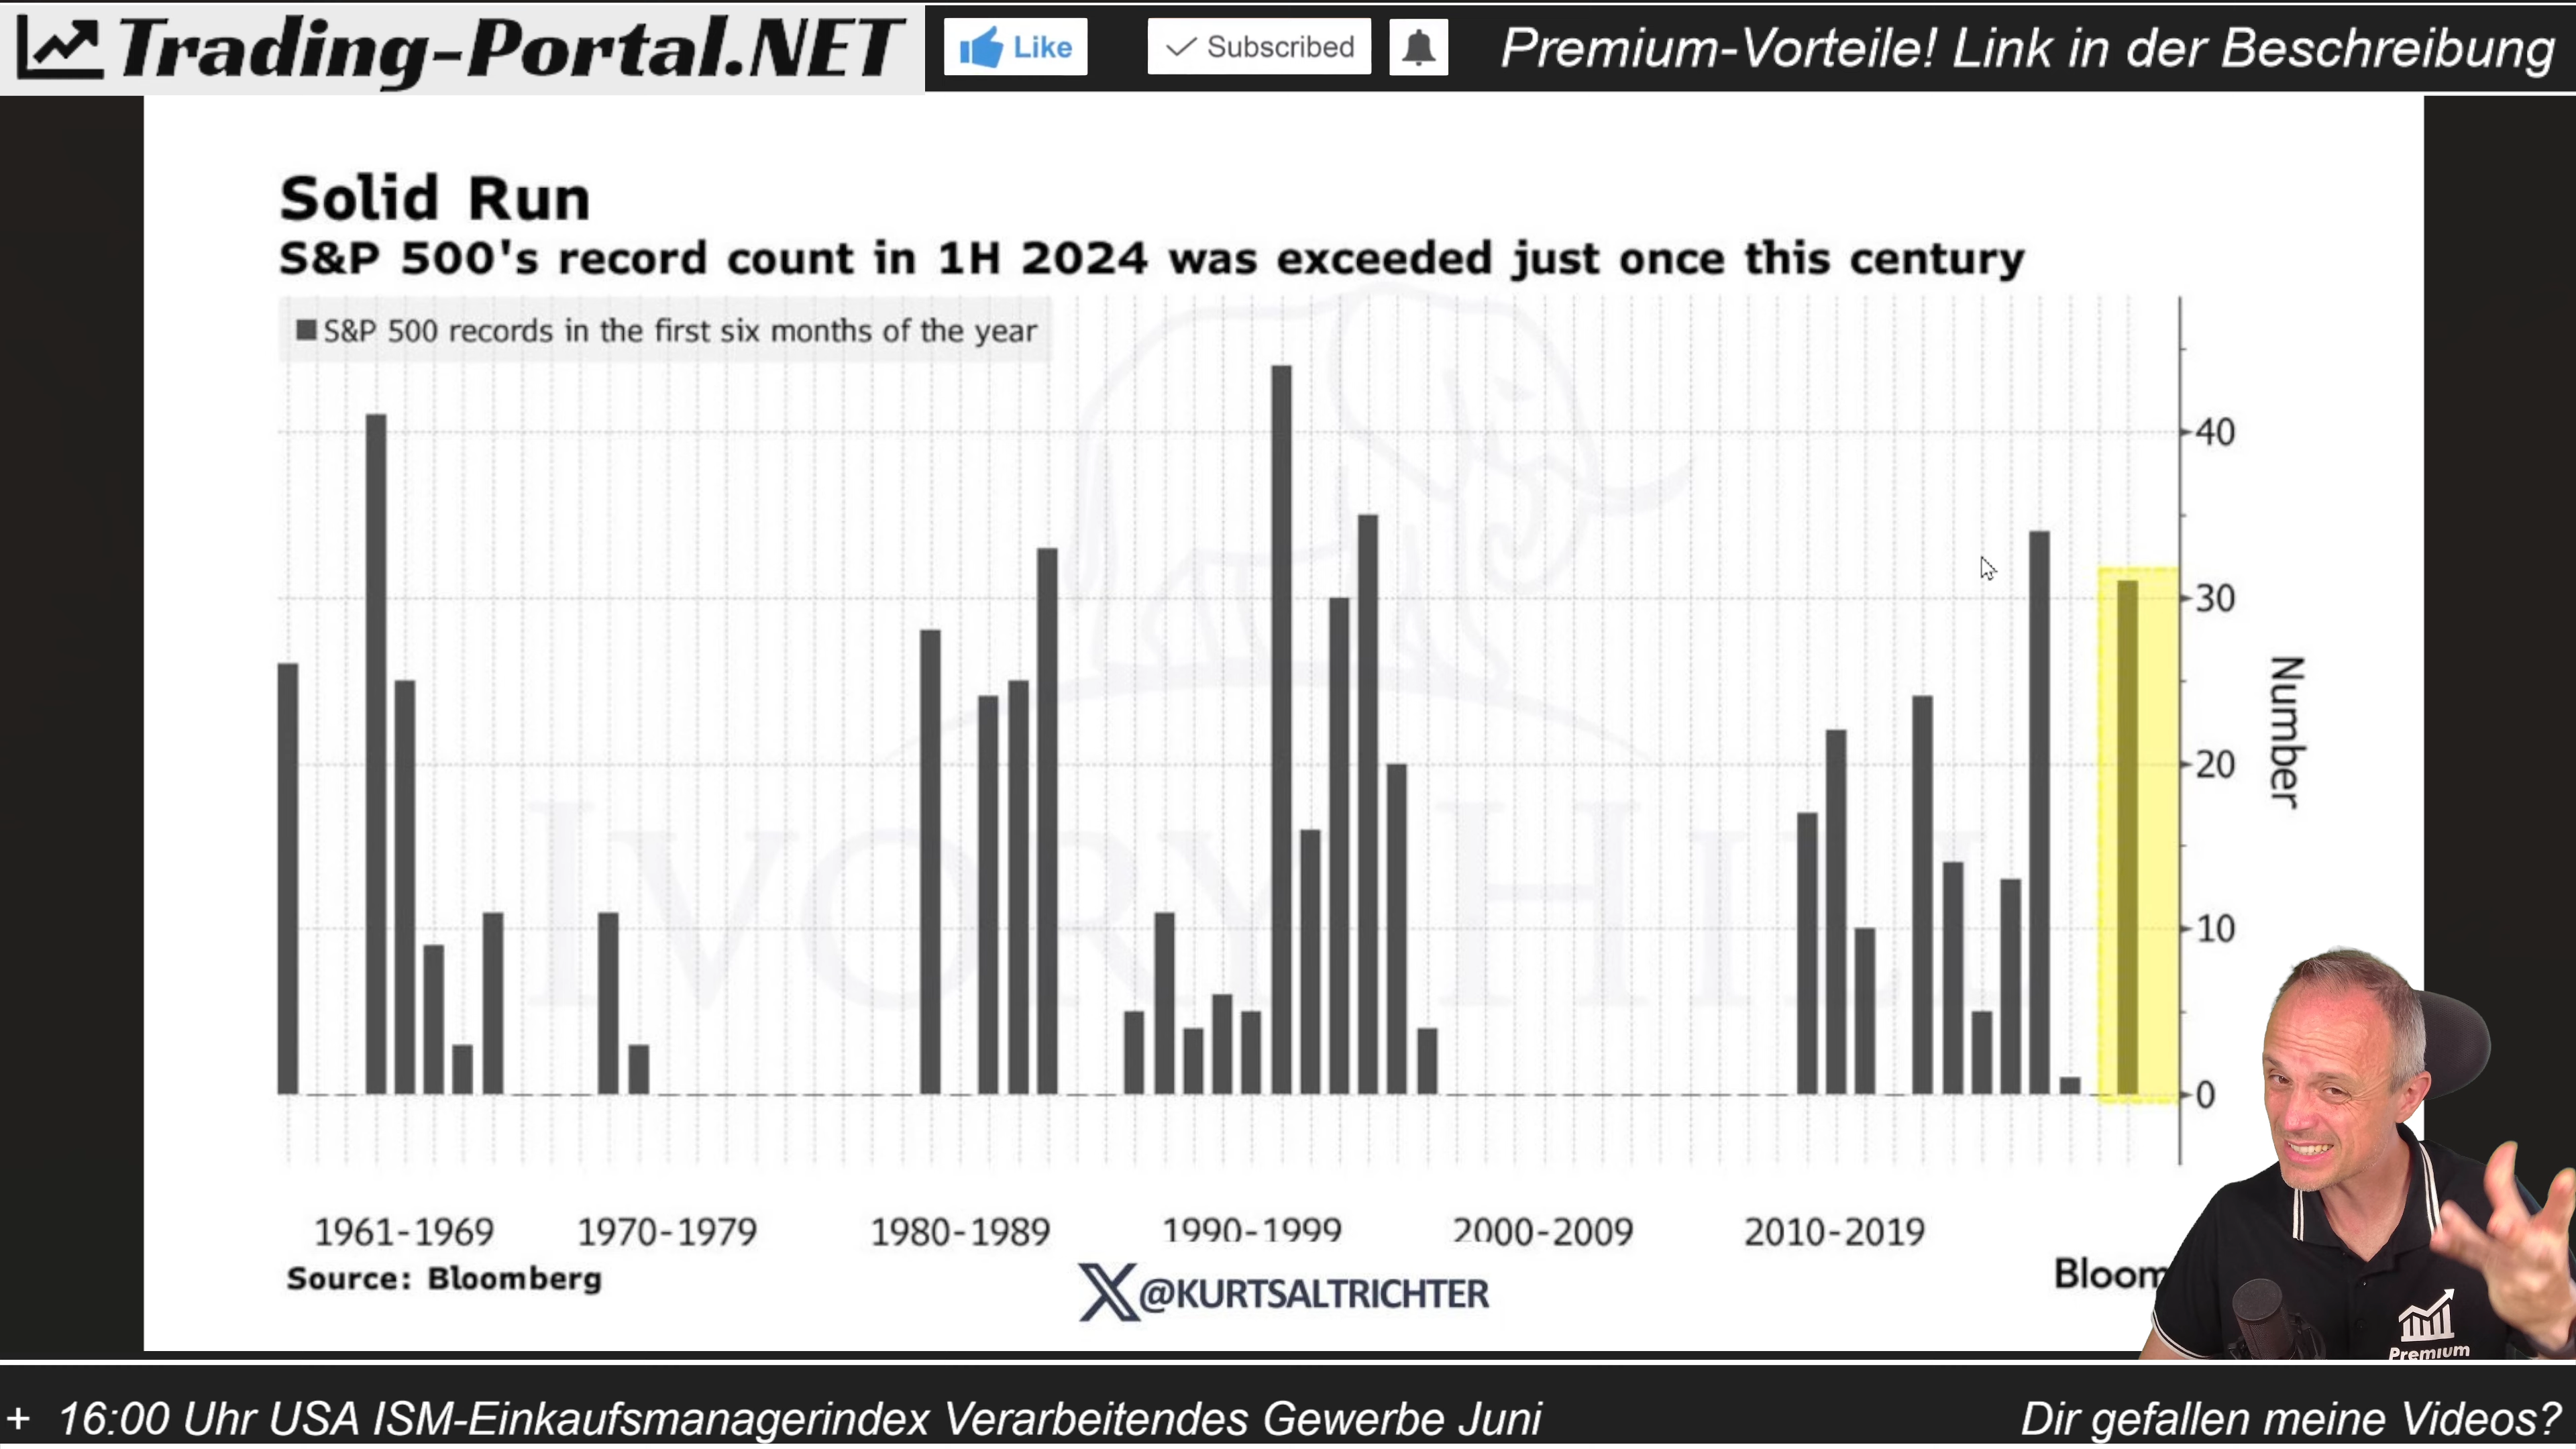 Trading-Portal.NET
Like
Subscribed
Premium-Vorteile! Link in der Beschreibung
Solid Run
S&P 500's record count in 1H 2024 was exceeded just once this century
S&P 500 records in the first six months of the year
40
30
20
10
0
Number
IVORY HILL
1961-1969 1970-1979 1980-1989 1990-1999 2000-2009 2010-2019
Source: Bloomberg
X @KURTSALTRICHTER
Bloom
Premium
+ 16:00 Uhr USA ISM-Einkaufsmanagerindex Verarbeitendes Gewerbe Juni
Dir gefallen meine Videos?